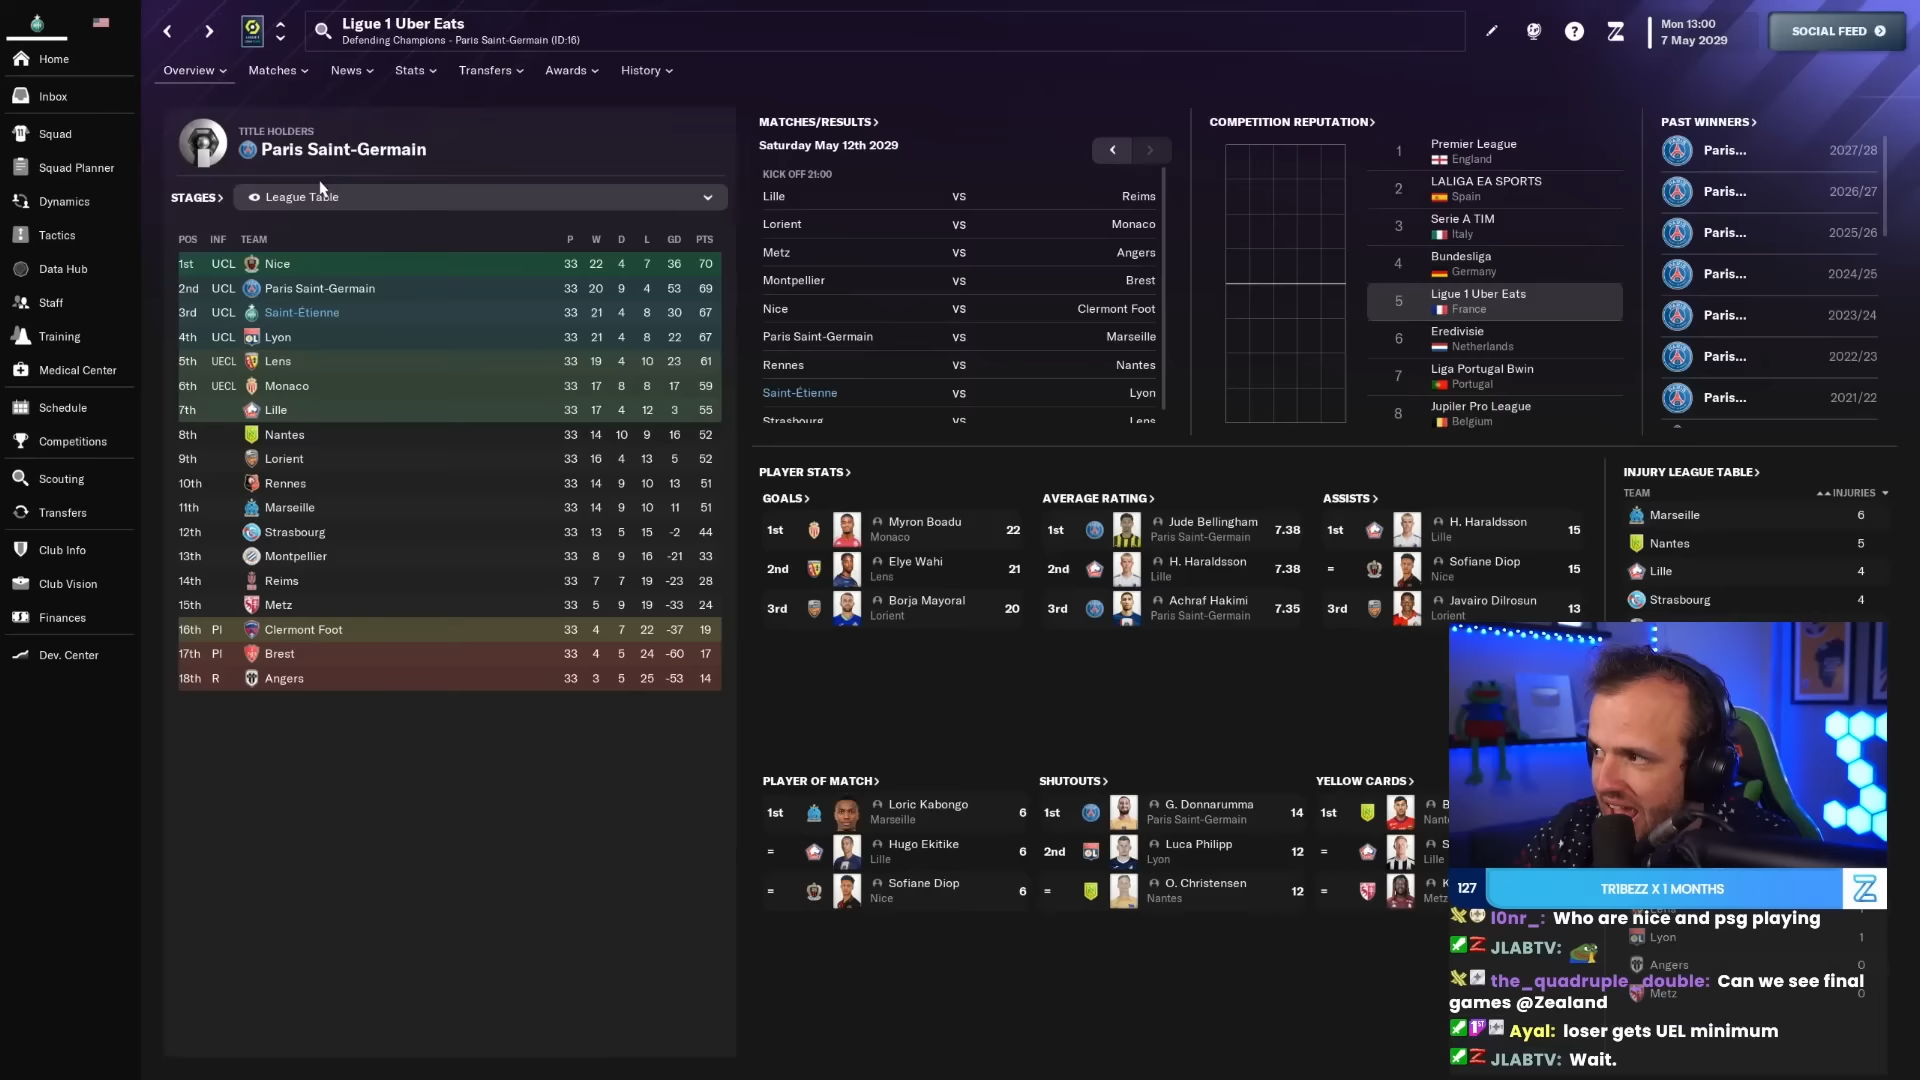 Ligue 1 Uber Eats
Defending Champions - Paris Saint-Germain (ID:16)
Mon 13:00
7 May 2029
SOCIAL FEED
Overview
Matches
News
Stats
Transfers
Awards
History
Home
Inbox
Squad
Squad Planner
Dynamics
Tactics
Data Hub
Staff
Training
Medical Center
Schedule
Competitions
Scouting
Transfers
Club Info
Club Vision
Finances
Dev. Center
TITLE HOLDERS
Paris Saint-Germain
STAGES> League Table
POS INF TEAM P W D L GD PTS
1st UCL Nice 33 22 4 7 36 70
2nd UCL Paris Saint-Germain 33 20 9 4 53 69
3rd UCL Saint-Étienne 33 21 4 8 30 67
4th UCL Lyon 33 21 4 8 22 67
5th UECL Lens 33 19 4 10 23 61
6th UECL Monaco 33 17 8 8 17 59
7th Lille 33 17 4 12 3 55
8th Nantes 33 14 10 9 16 52
9th Lorient 33 16 4 13 5 52
10th Rennes 33 14 9 10 13 51
11th Marseille 33 14 9 10 11 51
12th Strasbourg 33 13 5 15 -2 44
13th Montpellier 33 8 9 16 -21 33
14th Reims 33 7 7 19 -23 28
15th Metz 33 5 9 19 -33 24
16th Pl Clermont Foot 33 4 7 22 -37 19
17th Pl Brest 33 4 5 24 -60 17
18th R Angers 33 3 5 25 -53 14
MATCHES/RESULTS>
Saturday May 12th 2029
KICK OFF 21:00
Lille VS Reims
Lorient VS Monaco
Metz VS Angers
Montpellier VS Brest
Nice VS Clermont Foot
Paris Saint-Germain VS Marseille
Rennes VS Nantes
Saint-Étienne VS Lyon
Strasbourg VS Lens
COMPETITION REPUTATION>
1 Premier League
England
2 LALIGA EA SPORTS
Spain
3 Serie A TIM
Italy
4 Bundesliga
Germany
5 Ligue 1 Uber Eats
France
6 Eredivisie
Netherlands
7 Liga Portugal Bwin
Portugal
8 Jupiler Pro League
Belgium
PAST WINNERS>
Paris... 2027/28
Paris... 2026/27
Paris... 2025/26
Paris... 2024/25
Paris... 2023/24
Paris... 2022/23
Paris... 2021/22
PLAYER STATS>
GOALS>
1st Myron Boadu 22
Monaco
2nd Elye Wahi 21
Lens
3rd Borja Mayoral 20
Lorient
AVERAGE RATING>
1st Jude Bellingham 7.38
Paris Saint-Germain
2nd H. Haraldsson 7.38
Lille
3rd Achraf Hakimi 7.35
Paris Saint-Germain
ASSISTS>
1st H. Haraldsson 15
Lille
= Sofiane Diop 15
Nice
3rd Javairo Dilrosun 13
Lorient
INJURY LEAGUE TABLE>
TEAM INJURIES
Marseille 6
Nantes 5
Lille 4
Strasbourg 4
PLAYER OF MATCH>
1st Loric Kabongo 6
Marseille
= Hugo Ekitike 6
Lille
= Sofiane Diop 6
Nice
SHUTOUTS>
1st G. Donnarumma 14
Paris Saint-Germain
2nd Luca Philipp 12
Lyon
= O. Christensen 12
Nantes
YELLOW CARDS>
1st B
Nant
= S
Lille
= K
Metz
127 TR1BEZZ X 1 MONTHS
l0nr_: Who are nice and psg playing
Lyon 1
JLABTV:
Angers 0
the_quadruple_double: Can we see final
Metz 0
games @Zealand
Ayal: loser gets UEL minimum
JLABTV: Wait.